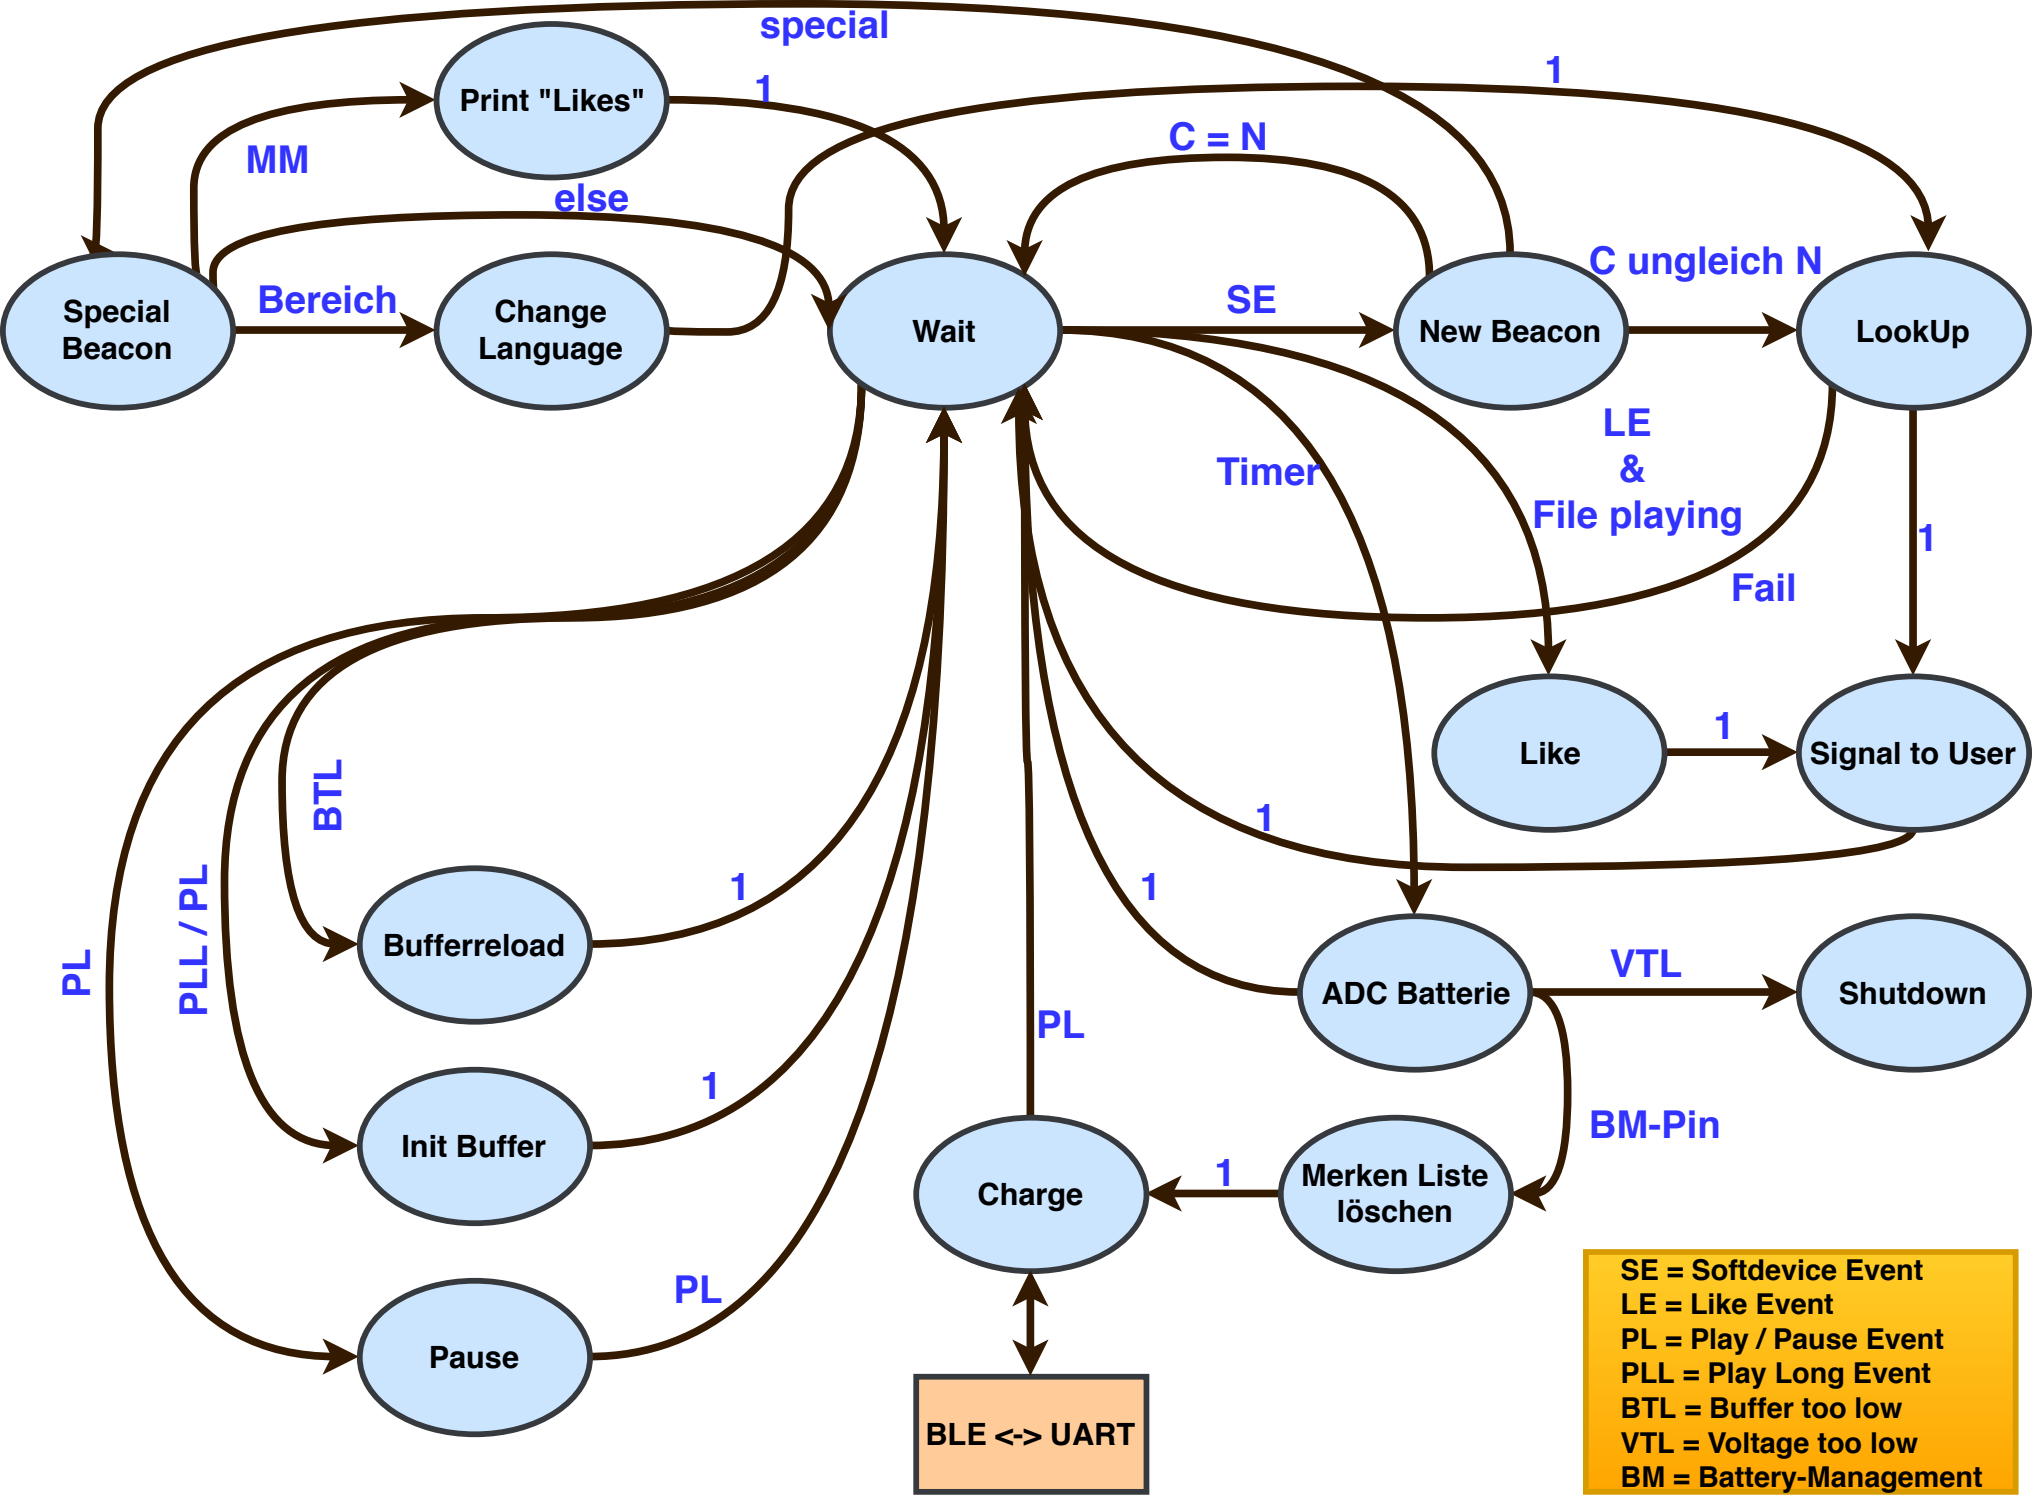 special
1
Print "Likes"
C = N
MM
else
C ungleich N
Bereich
SE
Special
Beacon
Change
Language
Wait
New Beacon
LookUp
LE
&
File playing
Timer
1
Fail
1
Like
Signal to User
BTL
1
1
1
PLL / PL
PL
Bufferreload
VTL
ADC Batterie
Shutdown
PL
1
BM-Pin
Init Buffer
1
Merken Liste
löschen
Charge
PL
Pause
BLE <-> UART
SE = Softdevice Event
LE = Like Event
PL = Play / Pause Event
PLL = Play Long Event
BTL = Buffer too low
VTL = Voltage too low
BM = Battery-Management
1